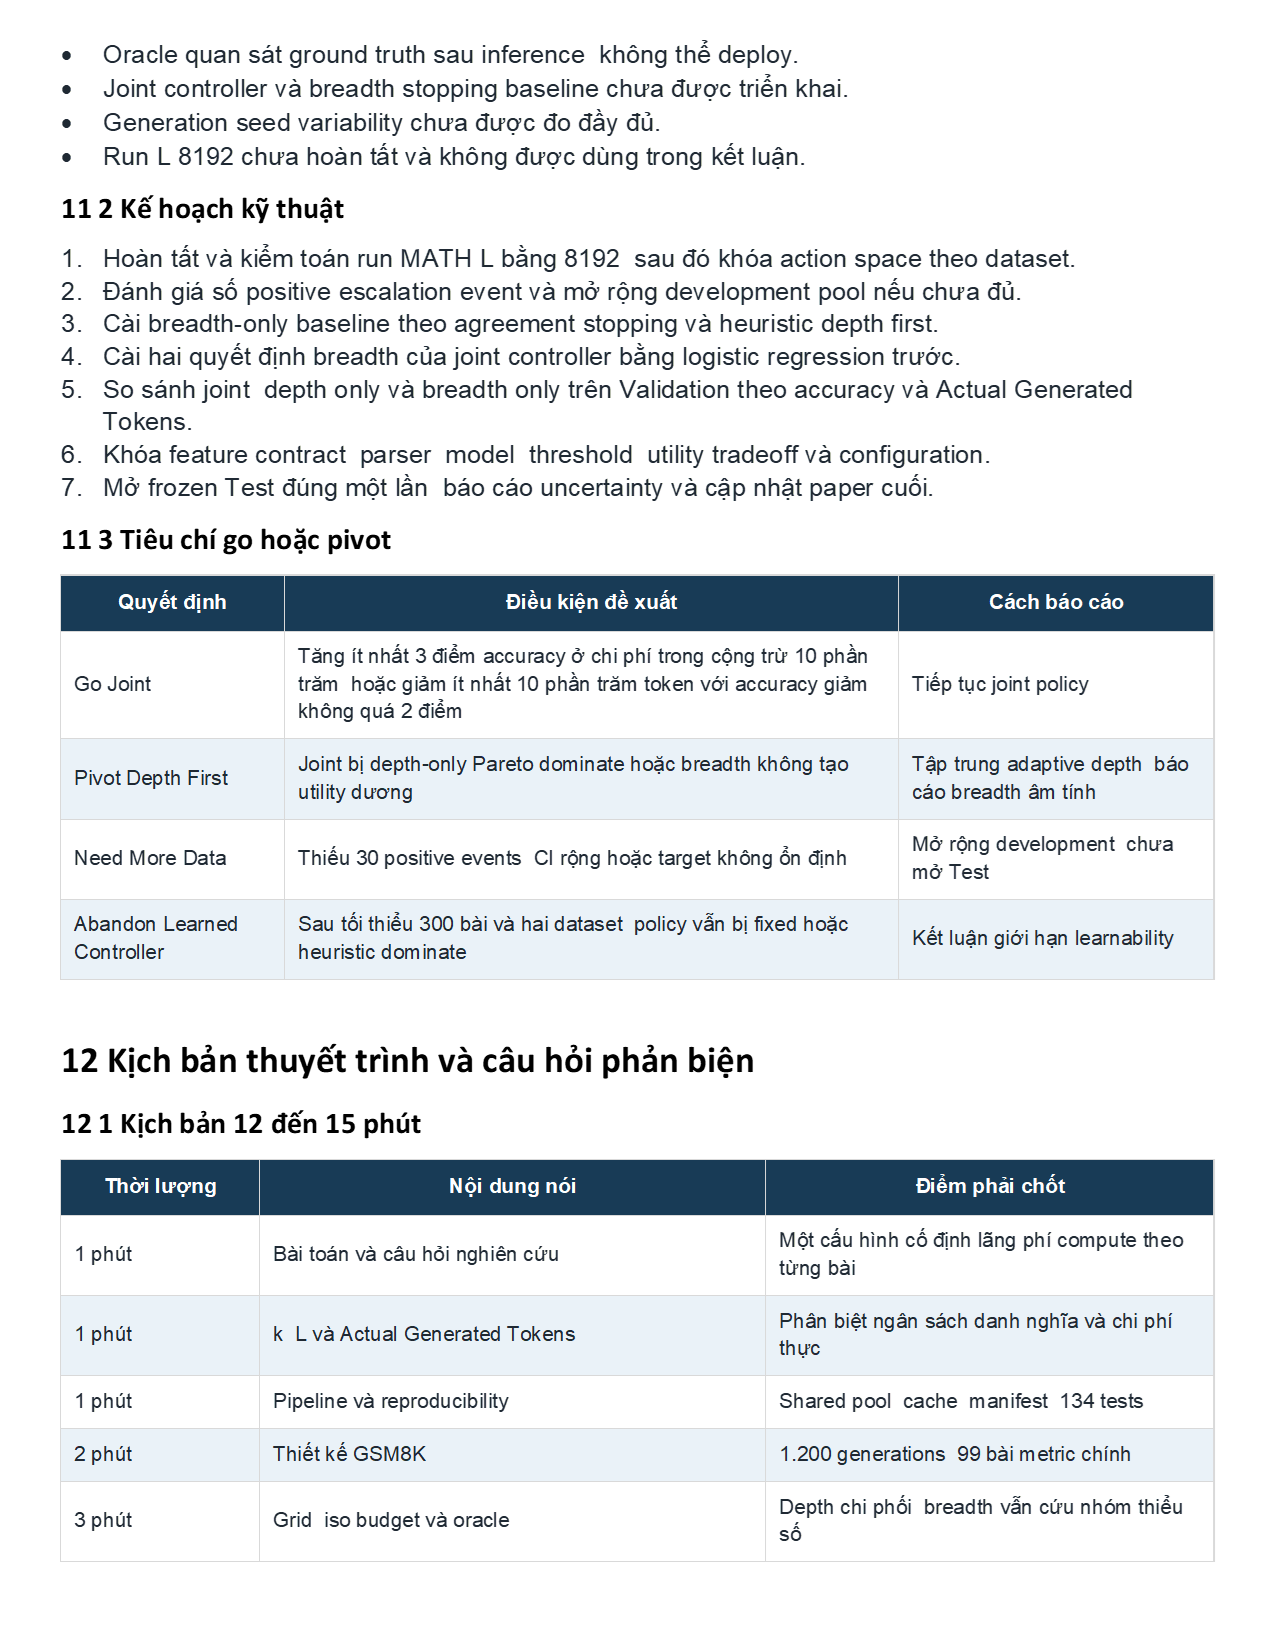 • Oracle quan sát ground truth sau inference  không thể deploy.
• Joint controller và breadth stopping baseline chưa được triển khai.
• Generation seed variability chưa được đo đầy đủ.
• Run L 8192 chưa hoàn tất và không được dùng trong kết luận.
11 2 Kế hoạch kỹ thuật
1. Hoàn tất và kiểm toán run MATH L bằng 8192  sau đó khóa action space theo dataset.
2. Đánh giá số positive escalation event và mở rộng development pool nếu chưa đủ.
3. Cài breadth-only baseline theo agreement stopping và heuristic depth first.
4. Cài hai quyết định breadth của joint controller bằng logistic regression trước.
5. So sánh joint  depth only và breadth only trên Validation theo accuracy và Actual Generated
Tokens.
6. Khóa feature contract  parser  model  threshold  utility tradeoff và configuration.
7. Mở frozen Test đúng một lần  báo cáo uncertainty và cập nhật paper cuối.
11 3 Tiêu chí go hoặc pivot
Quyết định
Điều kiện đề xuất
Cách báo cáo
Go Joint
Tăng ít nhất 3 điểm accuracy ở chi phí trong cộng trừ 10 phần
trăm  hoặc giảm ít nhất 10 phần trăm token với accuracy giảm
không quá 2 điểm
Tiếp tục joint policy
Pivot Depth First
Joint bị depth-only Pareto dominate hoặc breadth không tạo
utility dương
Tập trung adaptive depth  báo
cáo breadth âm tính
Need More Data
Thiếu 30 positive events  CI rộng hoặc target không ổn định
Mở rộng development  chưa
mở Test
Abandon Learned
Controller
Sau tối thiểu 300 bài và hai dataset  policy vẫn bị fixed hoặc
heuristic dominate
Kết luận giới hạn learnability
12 Kịch bản thuyết trình và câu hỏi phản biện
12 1 Kịch bản 12 đến 15 phút
Thời lượng
Nội dung nói
Điểm phải chốt
1 phút
Bài toán và câu hỏi nghiên cứu
Một cấu hình cố định lãng phí compute theo
từng bài
1 phút
k  L và Actual Generated Tokens
Phân biệt ngân sách danh nghĩa và chi phí
thực
1 phút
Pipeline và reproducibility
Shared pool  cache  manifest  134 tests
2 phút
Thiết kế GSM8K
1.200 generations  99 bài metric chính
3 phút
Grid  iso budget và oracle
Depth chi phối  breadth vẫn cứu nhóm thiểu
số